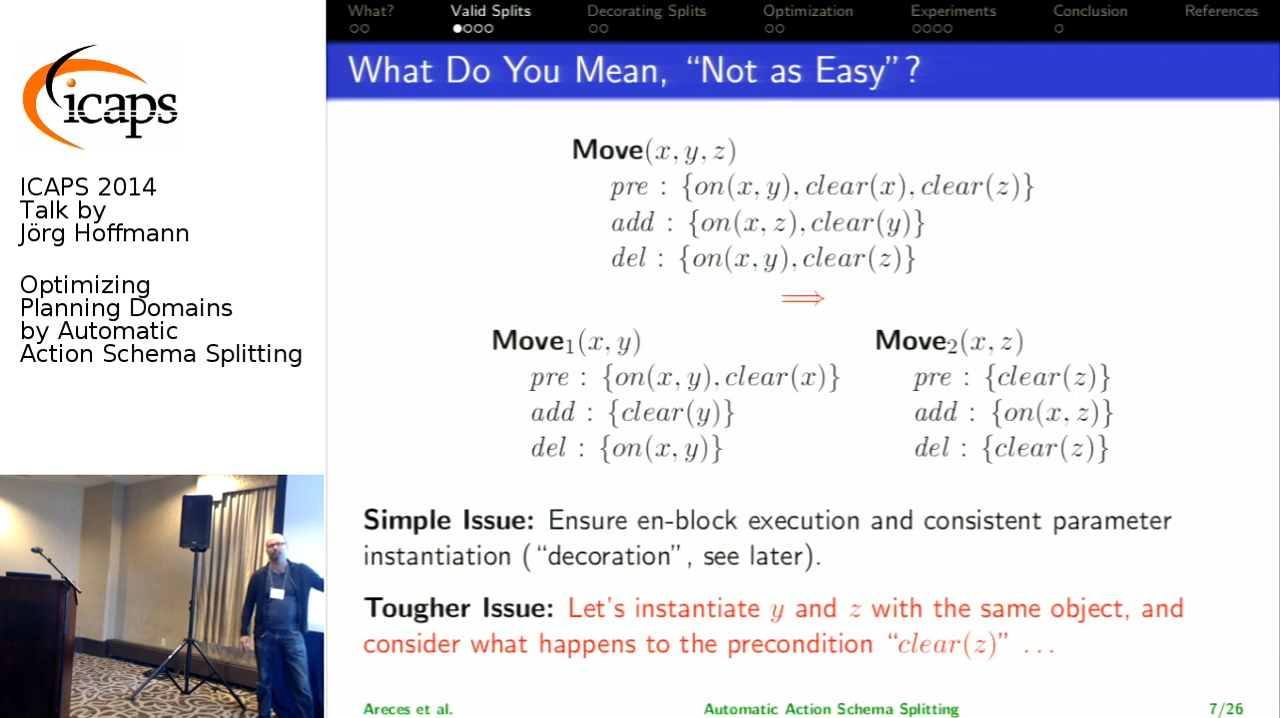 What? Valid Splits Decorating Splits Optimization Experiments Conclusion References
What Do You Mean, “Not as Easy”?
icaps
ICAPS 2014
Talk by
Jörg Hoffmann
Optimizing
Planning Domains
by Automatic
Action Schema Splitting
Move(x, y, z)
pre : {on(x, y), clear(x), clear(z)}
add : {on(x, z), clear(y)}
del : {on(x, y), clear(z)}
⟹
Move₁(x, y)
pre : {on(x, y), clear(x)}
add : {clear(y)}
del : {on(x, y)}
Move₂(x, z)
pre : {clear(z)}
add : {on(x, z)}
del : {clear(z)}
Simple Issue: Ensure en-block execution and consistent parameter
instantiation (“decoration”, see later).
Tougher Issue: Let's instantiate y and z with the same object, and
consider what happens to the precondition “clear(z)” ...
Areces et al. Automatic Action Schema Splitting 7/26